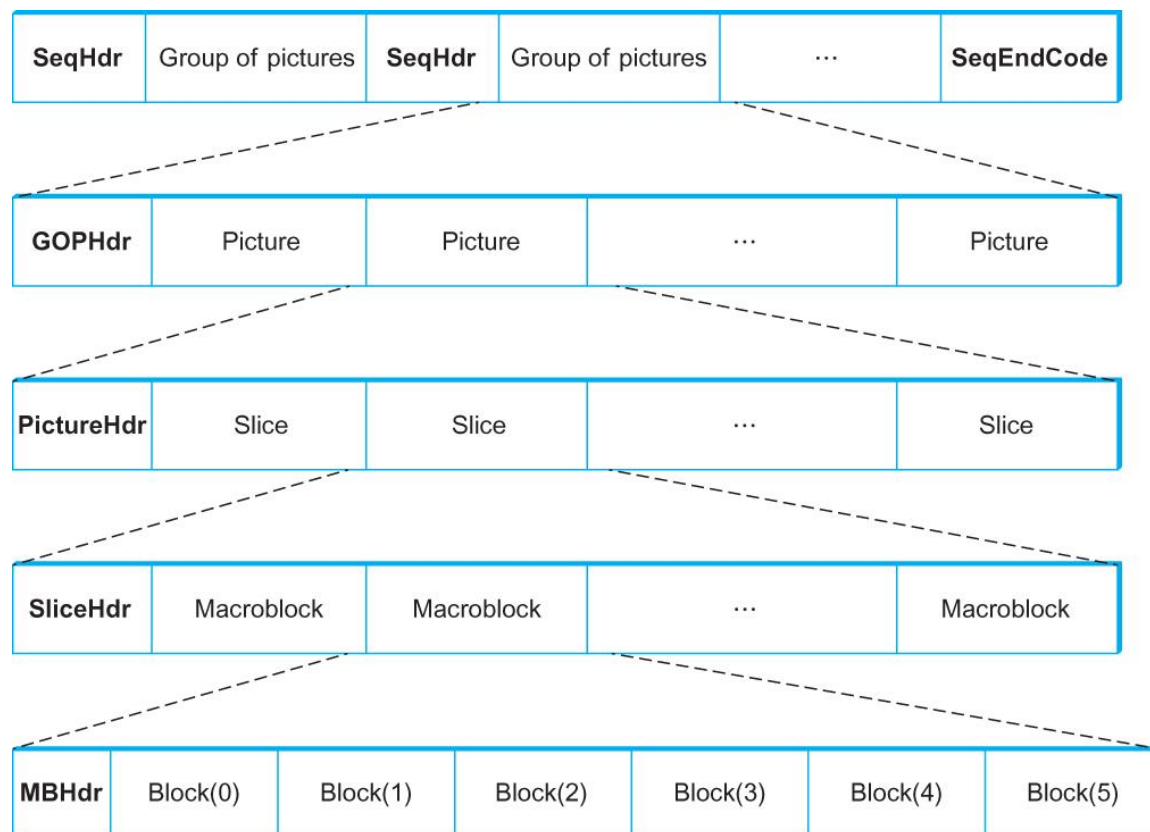 SeqHdr Group of pictures SeqHdr Group of pictures ... SeqEndCode
GOPHdr Picture Picture ... Picture
PictureHdr Slice Slice ... Slice
SliceHdr Macroblock Macroblock ... Macroblock
MBHdr Block(0) Block(1) Block(2) Block(3) Block(4) Block(5)